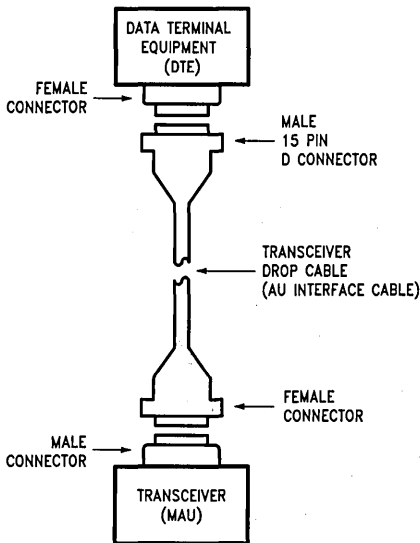 DATA TERMINAL
EQUIPMENT
(DTE)
FEMALE
CONNECTOR
MALE
15 PIN
D CONNECTOR
TRANSCEIVER
DROP CABLE
(AU INTERFACE CABLE)
FEMALE
CONNECTOR
MALE
CONNECTOR
TRANSCEIVER
(MAU)